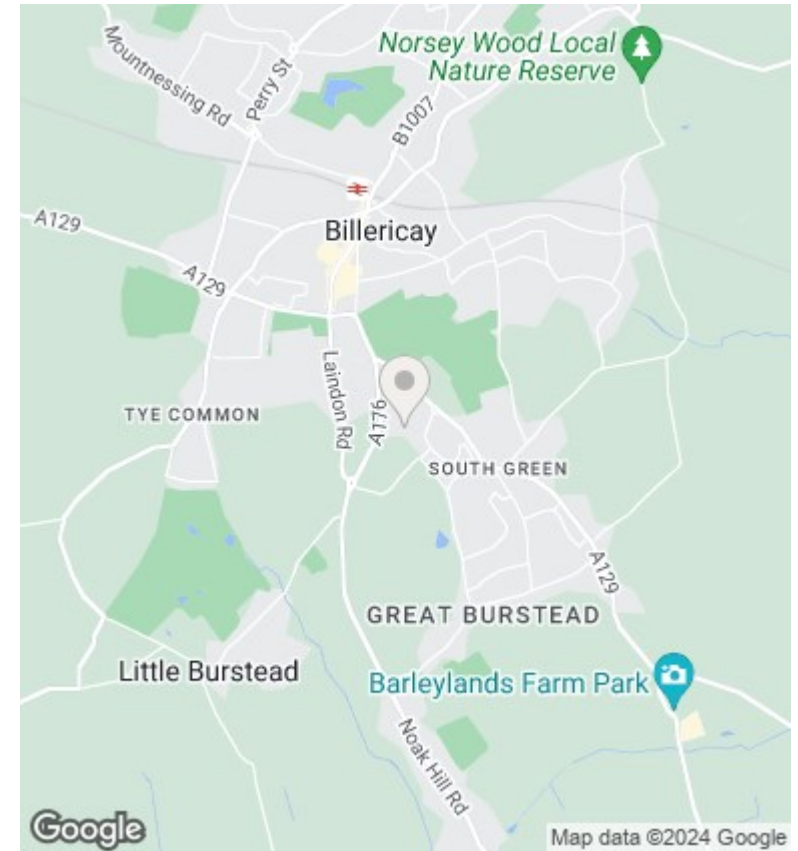 Norsey Wood Local
Nature Reserve
Mountnessing Rd
Perry St
B1007
A129
Billericay
A129
Laindon Rd
A176
TYE COMMON
SOUTH GREEN
A129
GREAT BURSTEAD
Little Burstead
Barleylands Farm Park
Noak Hill Rd
Google
Map data ©2024 Google